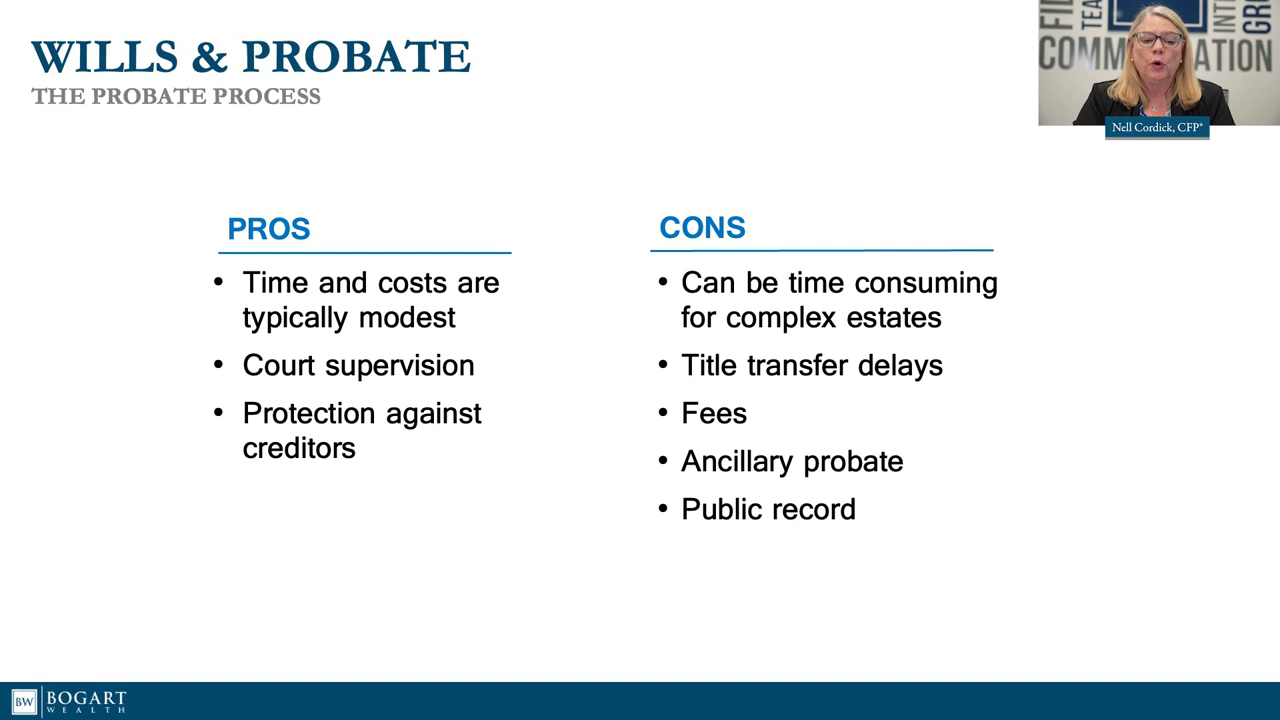 WILLS & PROBATE
THE PROBATE PROCESS
COMM
ATION
Nell Cordick, CFP®
PROS
• Time and costs are
typically modest
• Court supervision
• Protection against
creditors
CONS
• Can be time consuming
for complex estates
• Title transfer delays
• Fees
• Ancillary probate
• Public record
BW
BOGART
WEALTH